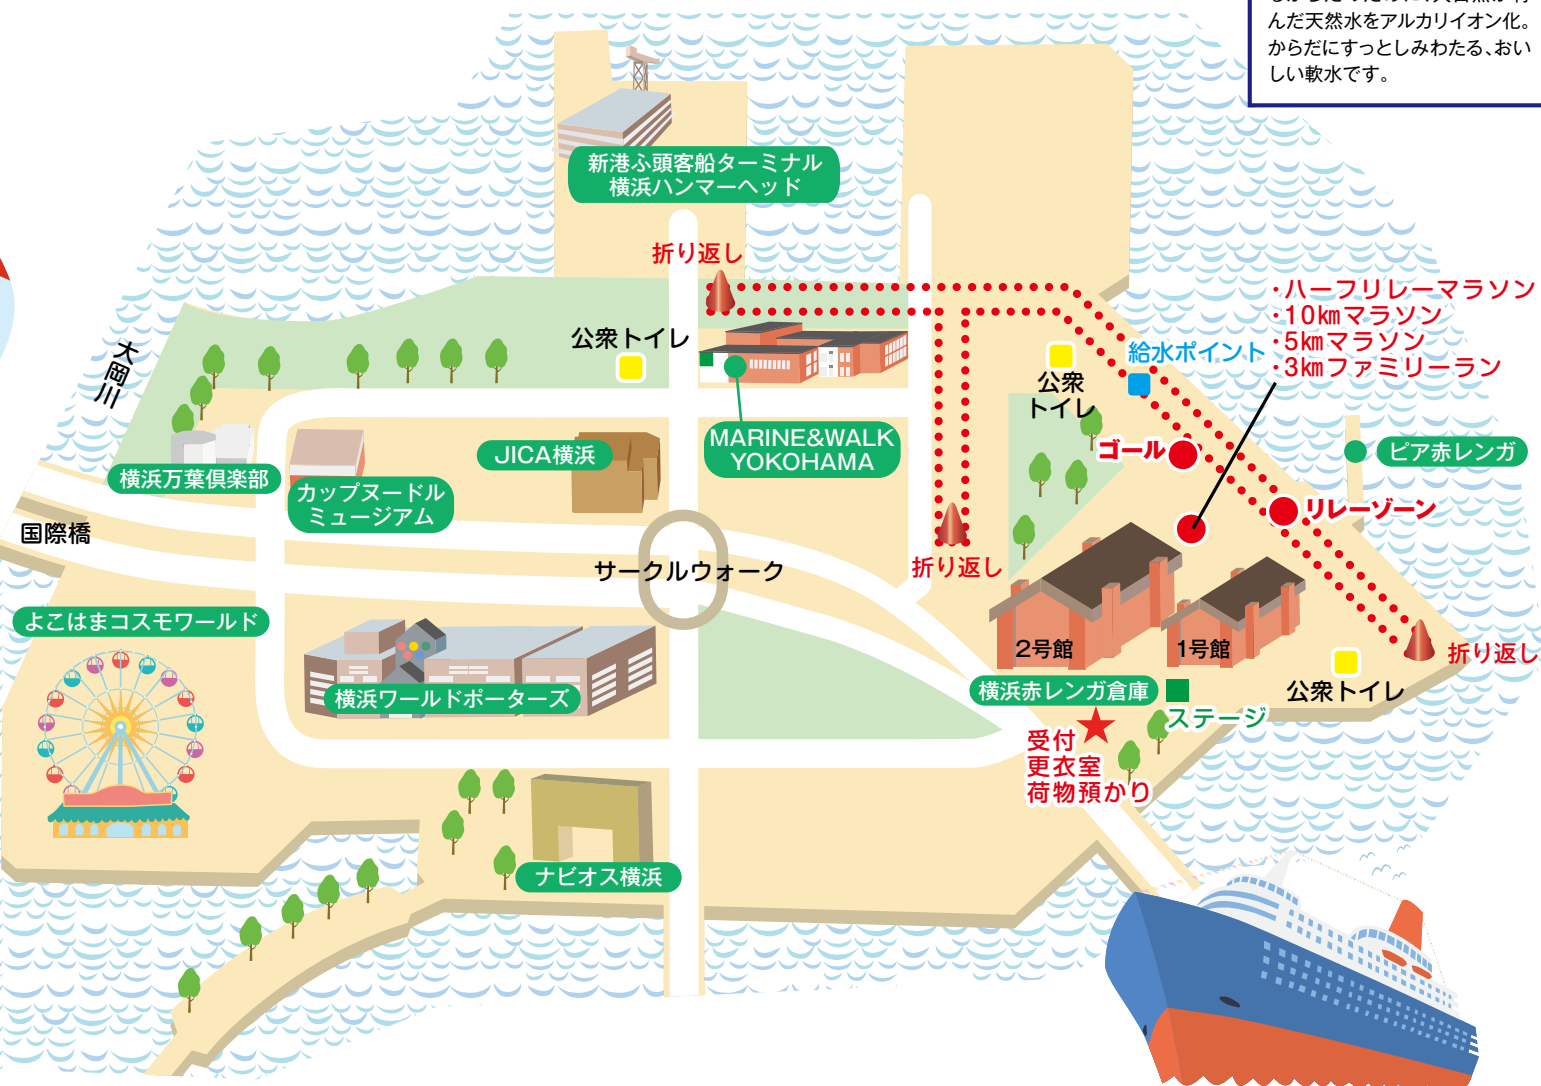 んだ天然水をアルカリイオン化。
からだにすっとしみわたる、おい
しい軟水です。
新港ふ頭客船ターミナル
横浜ハンマーヘッド
折り返し
・ハーフリレーマラソン
・10㎞マラソン
・5㎞マラソン
・3㎞ファミリーラン
公衆トイレ
給水ポイント
公衆
トイレ
大岡川
MARINE&WALK
YOKOHAMA
JICA横浜
ゴール
ピア赤レンガ
横浜万葉倶楽部
カップヌードル
ミュージアム
リレーゾーン
国際橋
サークルウォーク
折り返し
よこはまコスモワールド
2号館
1号館
折り返し
横浜ワールドポーターズ
横浜赤レンガ倉庫
公衆トイレ
ステージ
受付
更衣室
荷物預かり
ナビオス横浜